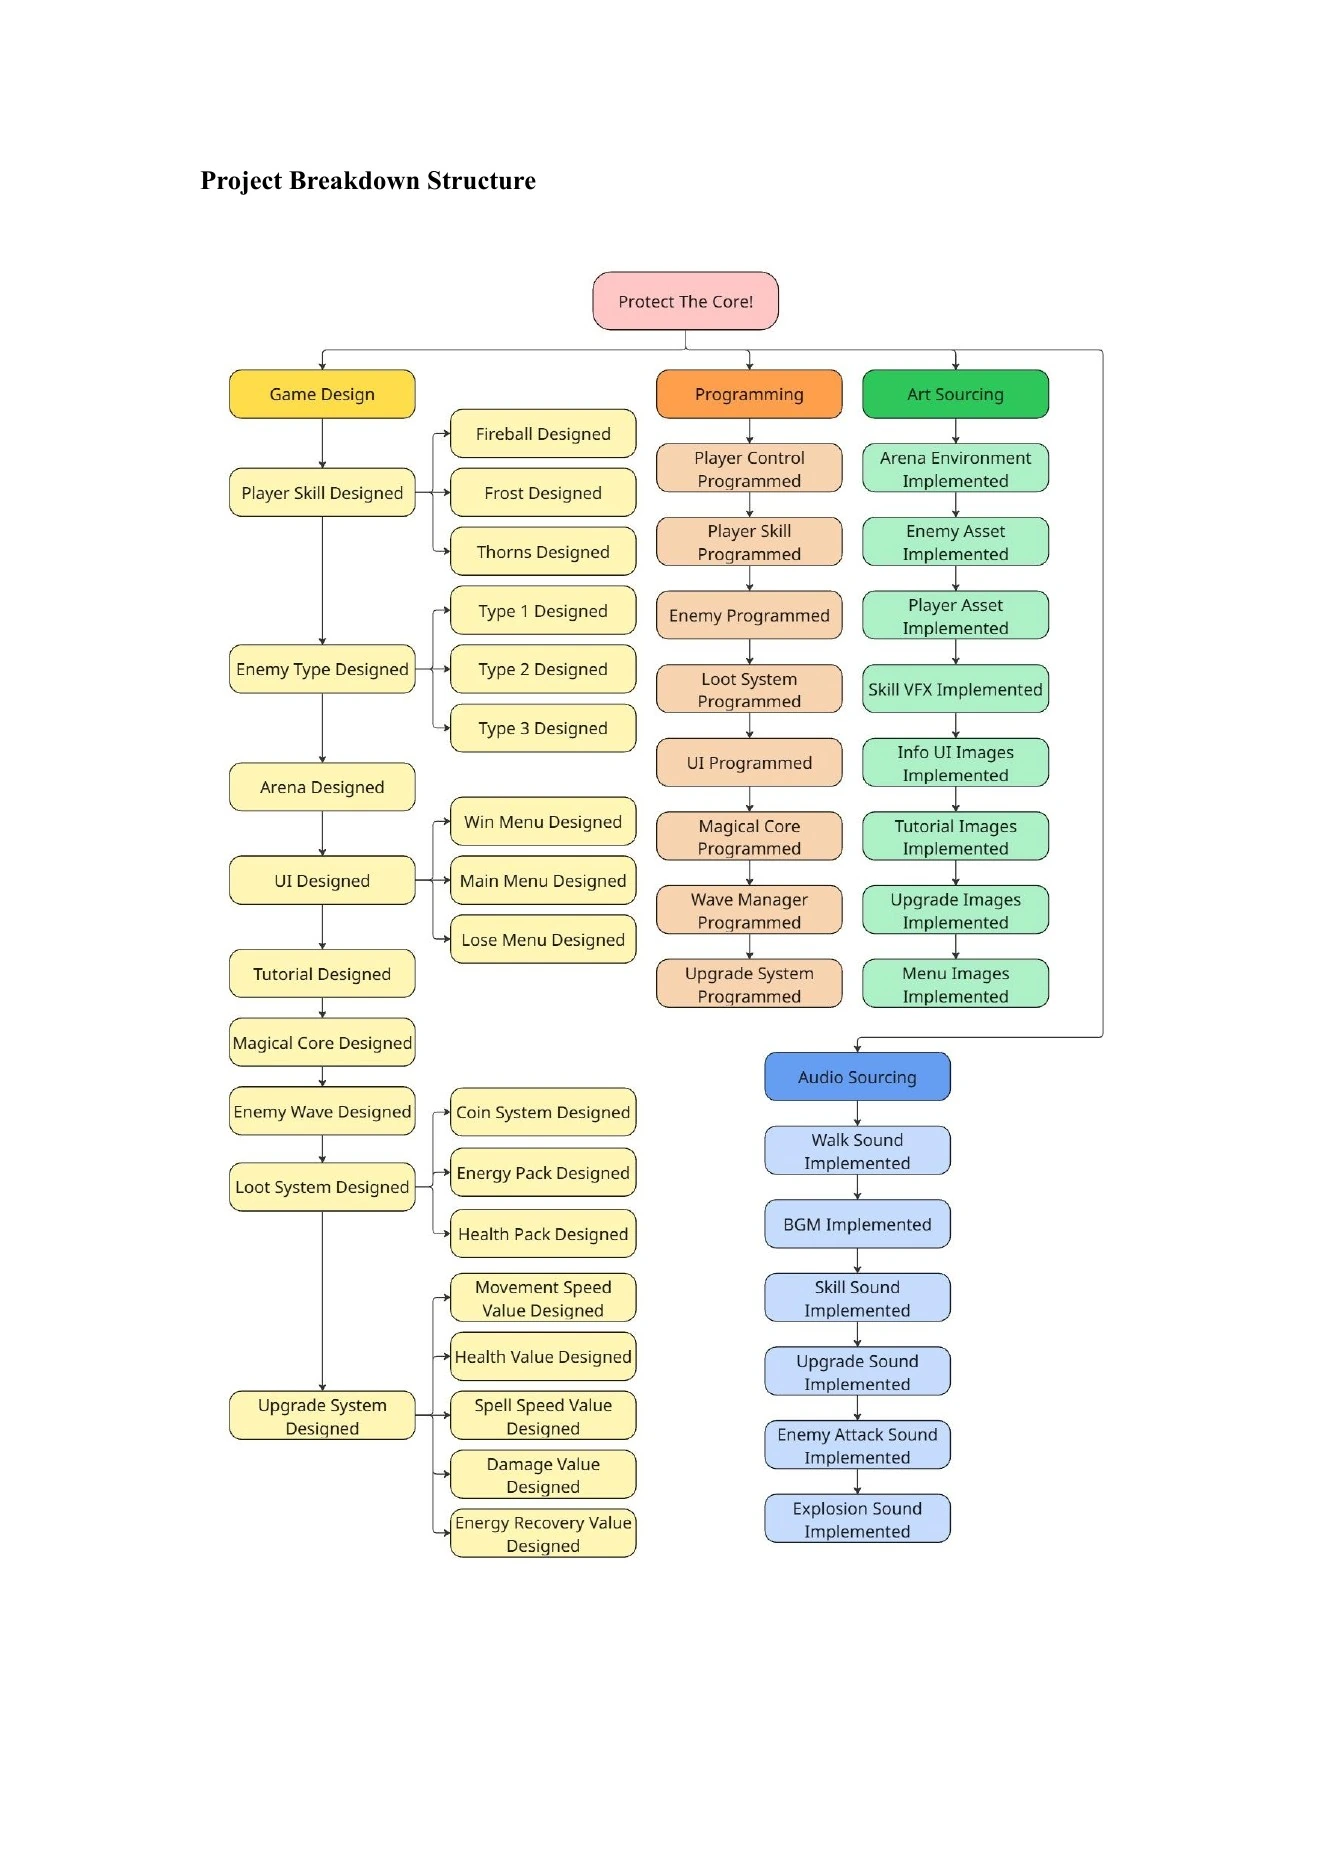 Project Breakdown Structure
Protect The Core!
Game Design
Player Skill Designed
Fireball Designed
Frost Designed
Thorns Designed
Enemy Type Designed
Type 1 Designed
Type 2 Designed
Type 3 Designed
Arena Designed
UI Designed
Win Menu Designed
Main Menu Designed
Lose Menu Designed
Tutorial Designed
Magical Core Designed
Enemy Wave Designed
Loot System Designed
Coin System Designed
Energy Pack Designed
Health Pack Designed
Upgrade System
Designed
Movement Speed
Value Designed
Health Value Designed
Spell Speed Value
Designed
Damage Value
Designed
Energy Recovery Value
Designed
Programming
Player Control
Programmed
Player Skill
Programmed
Enemy Programmed
Loot System
Programmed
UI Programmed
Magical Core
Programmed
Wave Manager
Programmed
Upgrade System
Programmed
Art Sourcing
Arena Environment
Implemented
Enemy Asset
Implemented
Player Asset
Implemented
Skill VFX Implemented
Info UI Images
Implemented
Tutorial Images
Implemented
Upgrade Images
Implemented
Menu Images
Implemented
Audio Sourcing
Walk Sound
Implemented
BGM Implemented
Skill Sound
Implemented
Upgrade Sound
Implemented
Enemy Attack Sound
Implemented
Explosion Sound
Implemented